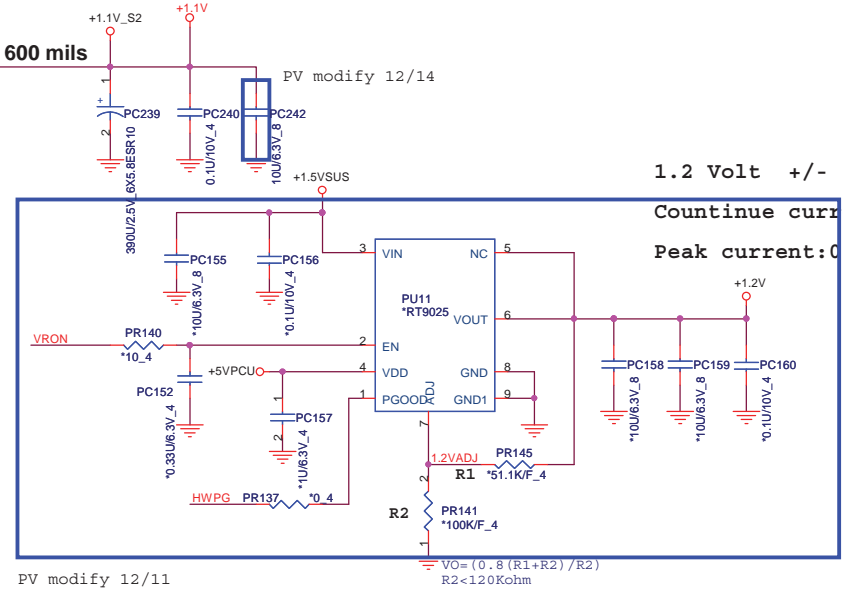 +1.1V_S2
+1.1V
600 mils
PV modify 12/14
1
+
PC239
2
390U/2.5V_6X5.8ESR10
PC240
0.1U/10V_4
PC242
10U/6.3V_8
+1.5VSUS
1.2 Volt +/-
Countinue curr
Peak current:0
PC155
*10U/6.3V_8
PC156
*0.1U/10V_4
3
VIN
NC
5
PU11
*RT9025
VOUT
6
+1.2V
VRON
PR140
*10_4
2
EN
PC152
*0.33U/6.3V_4
+5VPCU
4
VDD
GND
8
1
PGOOD
ADJ
GND1
9
7
PC158
*10U/6.3V_8
PC159
*10U/6.3V_8
PC160
*0.1U/10V_4
1
PC157
2
*1U/6.3V_4
1.2VADJ
PR145
R1
*51.1K/F_4
HWPG
PR137
*0_4
2
R2
PR141
*100K/F_4
1
VO=(0.8(R1+R2)/R2)
R2<120Kohm
PV modify 12/11